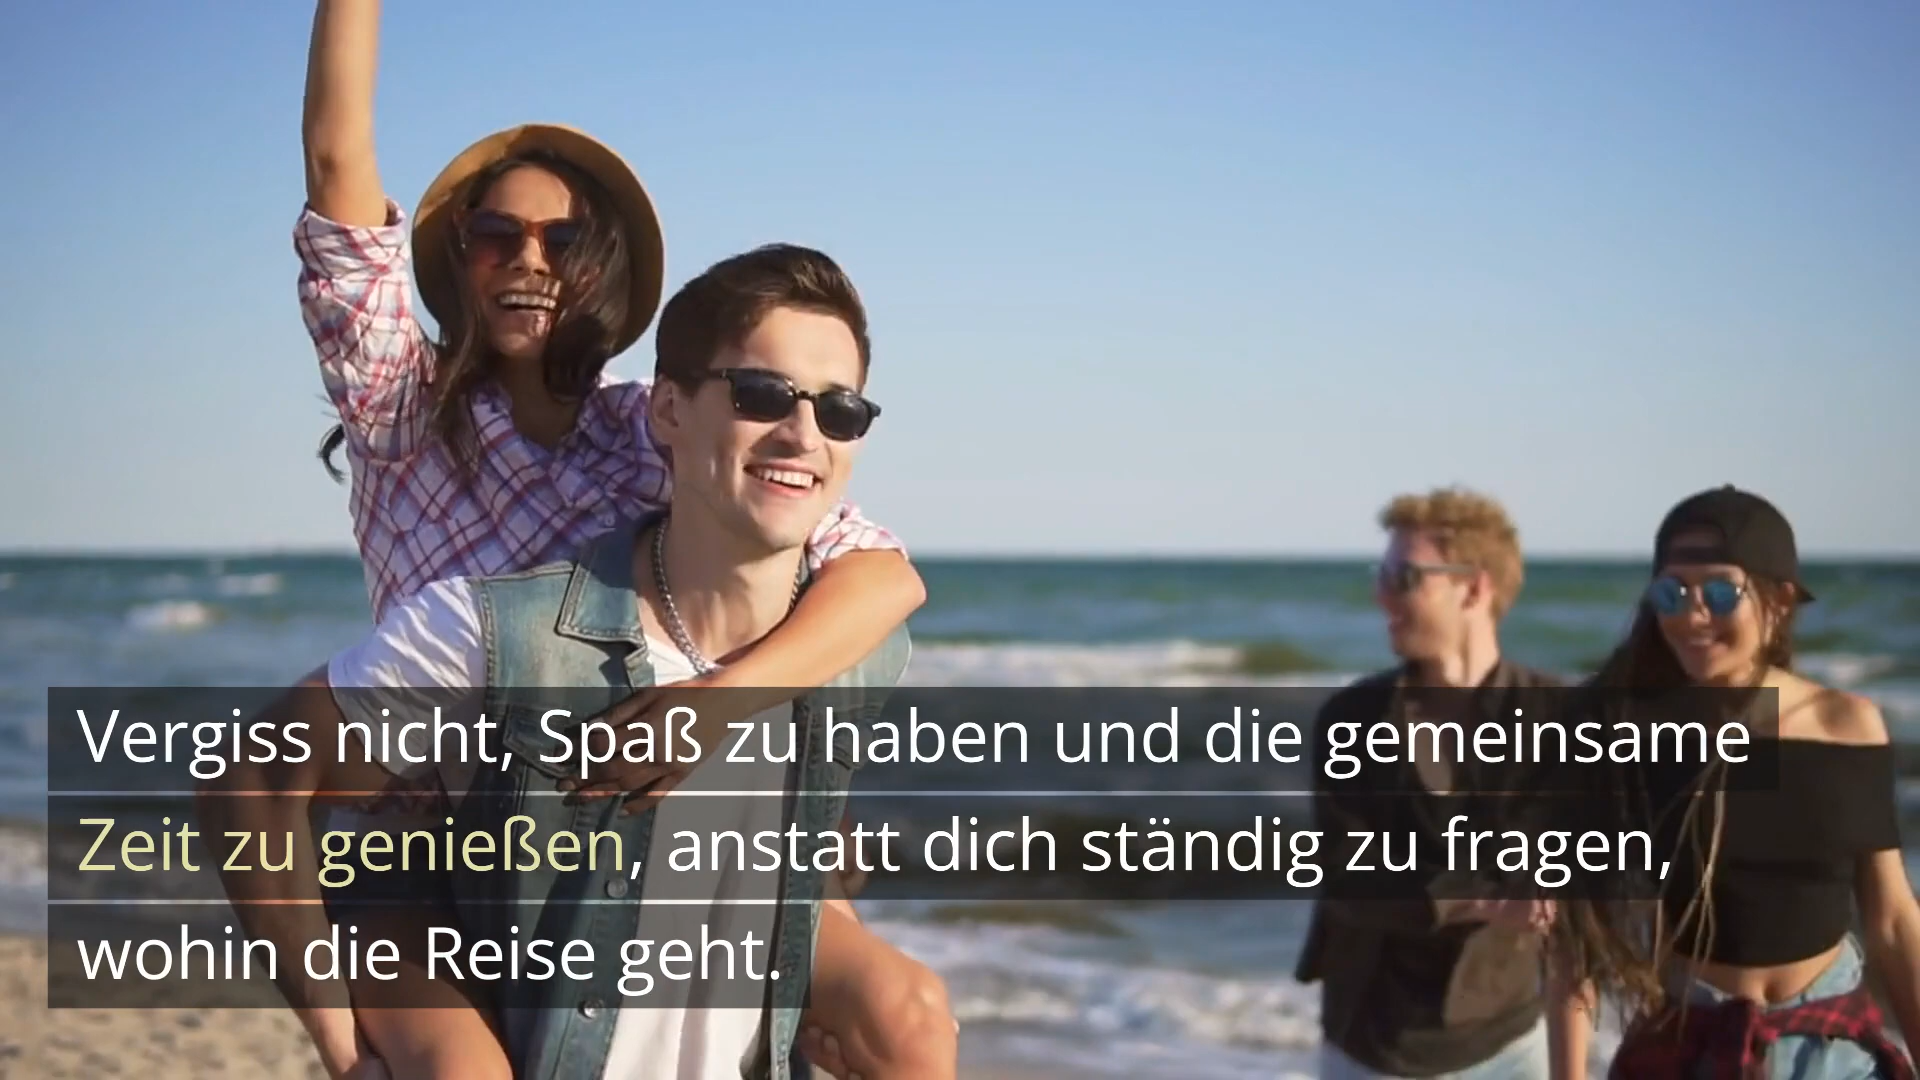 Vergiss nicht, Spaß zu haben und die gemeinsame
Zeit zu genießen, anstatt dich ständig zu fragen,
wohin die Reise geht.